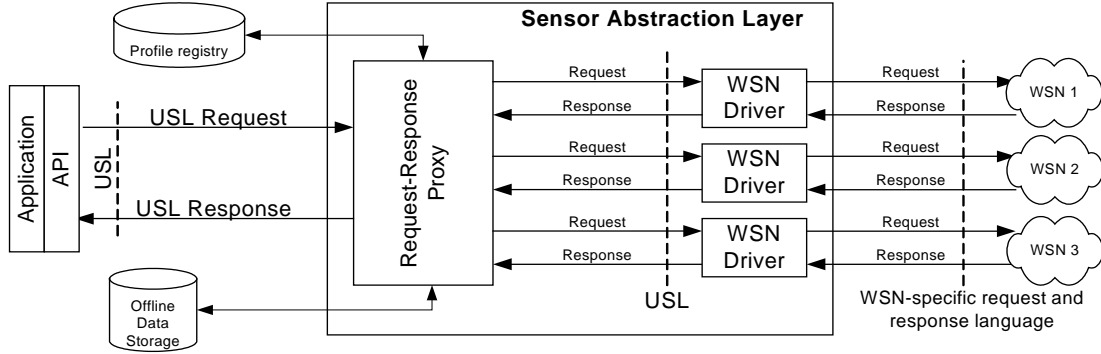 Sensor Abstraction Layer
Profile registry
Application
API
USL
USL Request
USL Response
Request-Response
Proxy
Offline
Data
Storage
Request
Response
WSN
Driver
Request
Response
WSN 1
Request
Response
WSN
Driver
Request
Response
WSN 2
Request
Response
WSN
Driver
Request
Response
WSN 3
USL
WSN-specific request and
response language